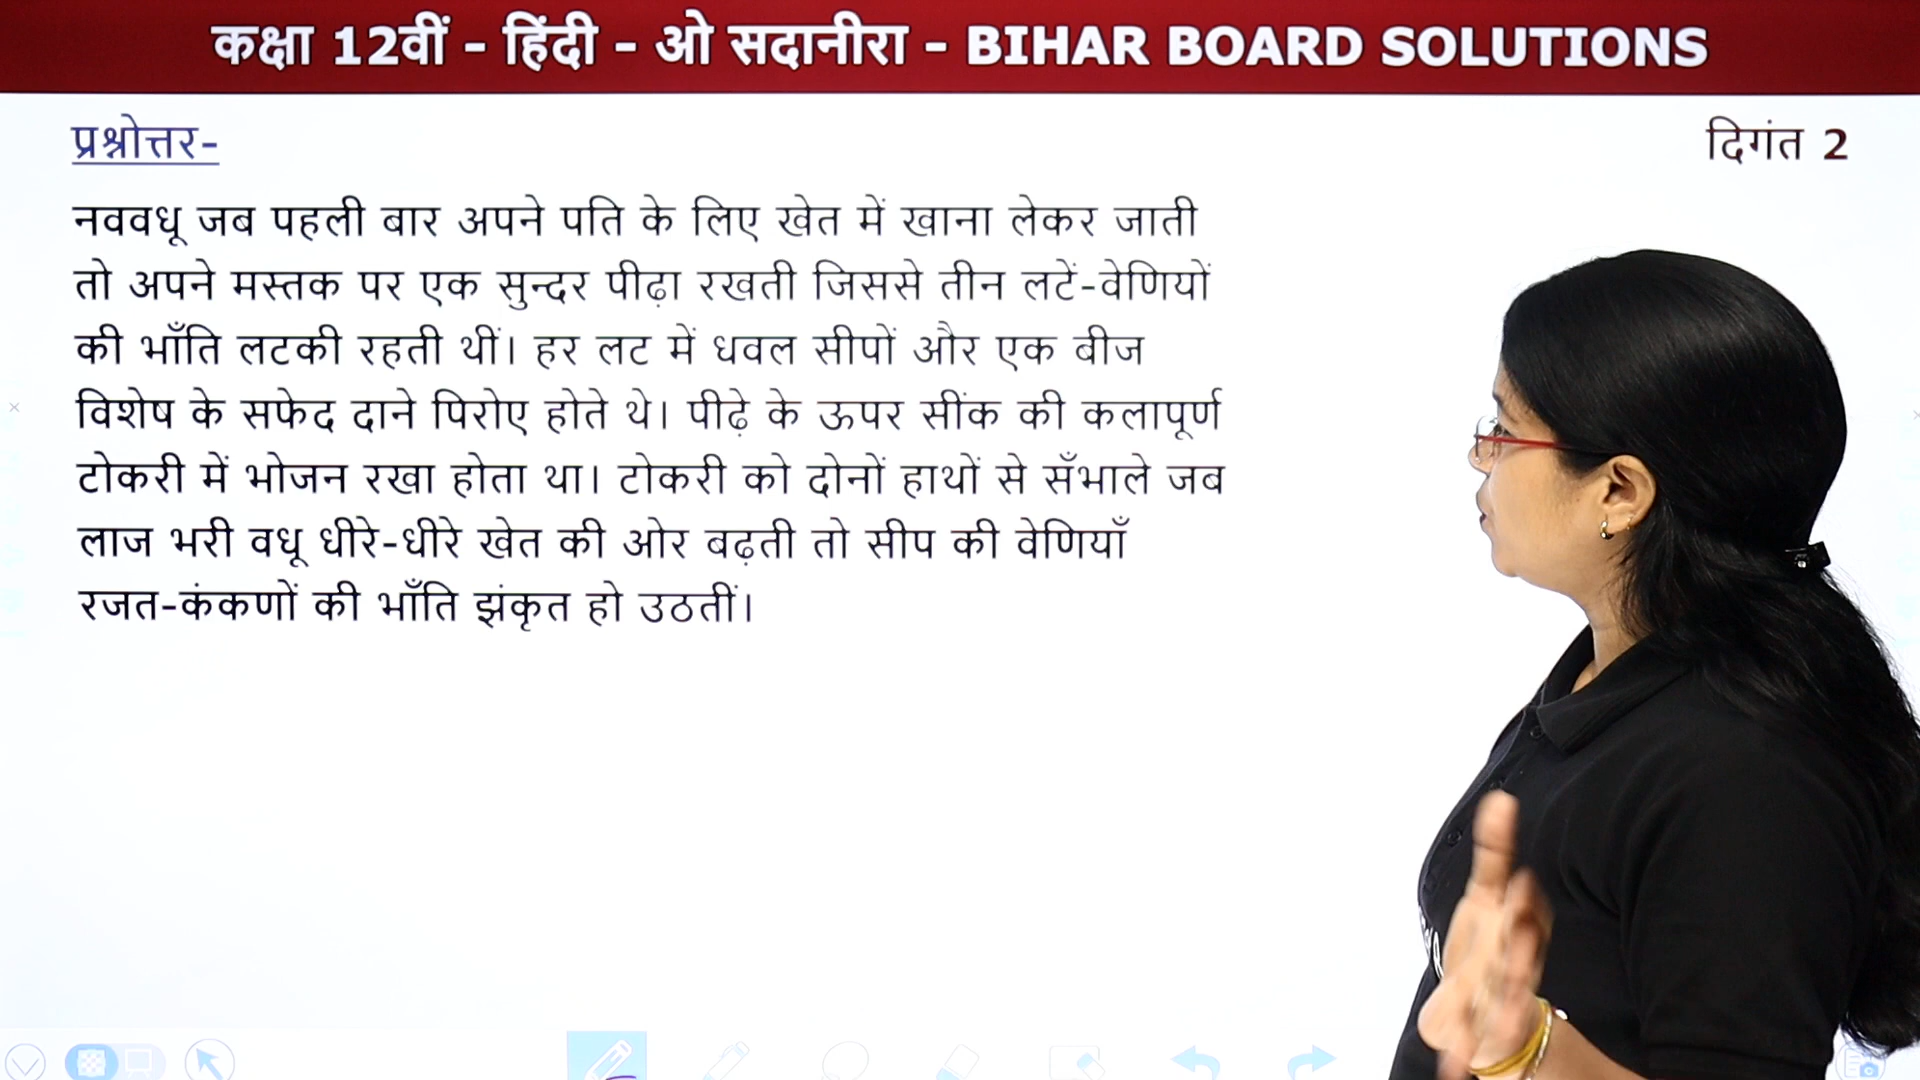 कक्षा 12वीं - हिंदी - ओ सदानीरा - BIHAR BOARD SOLUTIONS
प्रश्नोत्तर-
दिगंत 2
नववधू जब पहली बार अपने पति के लिए खेत में खाना लेकर जाती
तो अपने मस्तक पर एक सुन्दर पीढ़ा रखती जिससे तीन लटें-वेणियों
की भाँति लटकी रहती थीं। हर लट में धवल सीपों और एक बीज
विशेष के सफेद दाने पिरोए होते थे। पीढ़े के ऊपर सींक की कलापूर्ण
टोकरी में भोजन रखा होता था। टोकरी को दोनों हाथों से सँभाले जब
लाज भरी वधू धीरे-धीरे खेत की ओर बढ़ती तो सीप की वेणियाँ
रजत-कंकणों की भाँति झंकृत हो उठतीं।